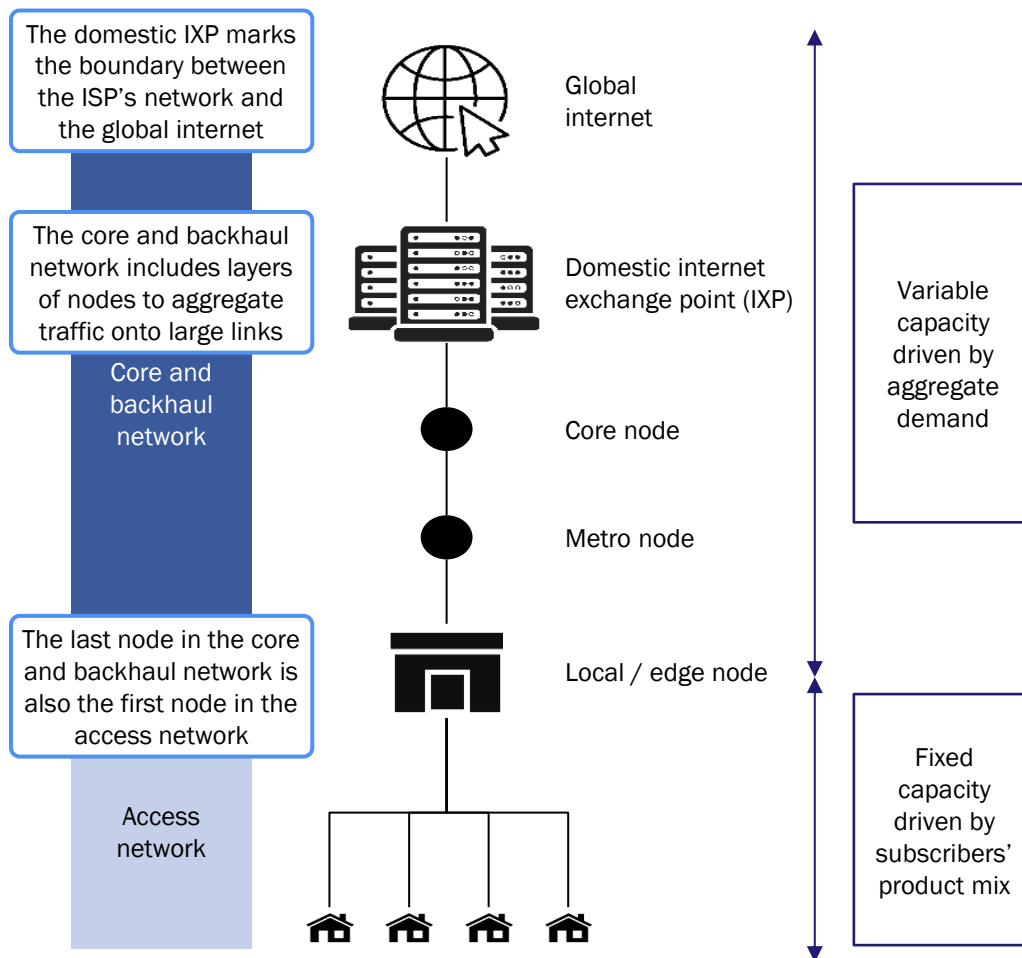 The domestic IXP marks
the boundary between
the ISP's network and
the global internet
Global
internet
The core and backhaul
network includes layers
of nodes to aggregate
traffic onto large links
Domestic internet
exchange point (IXP)
Variable
capacity
driven by
aggregate
demand
Core and
backhaul
network
Core node
Metro node
The last node in the core
and backhaul network is
also the first node in the
access network
Local / edge node
Access
network
Fixed
capacity
driven by
subscribers'
product mix